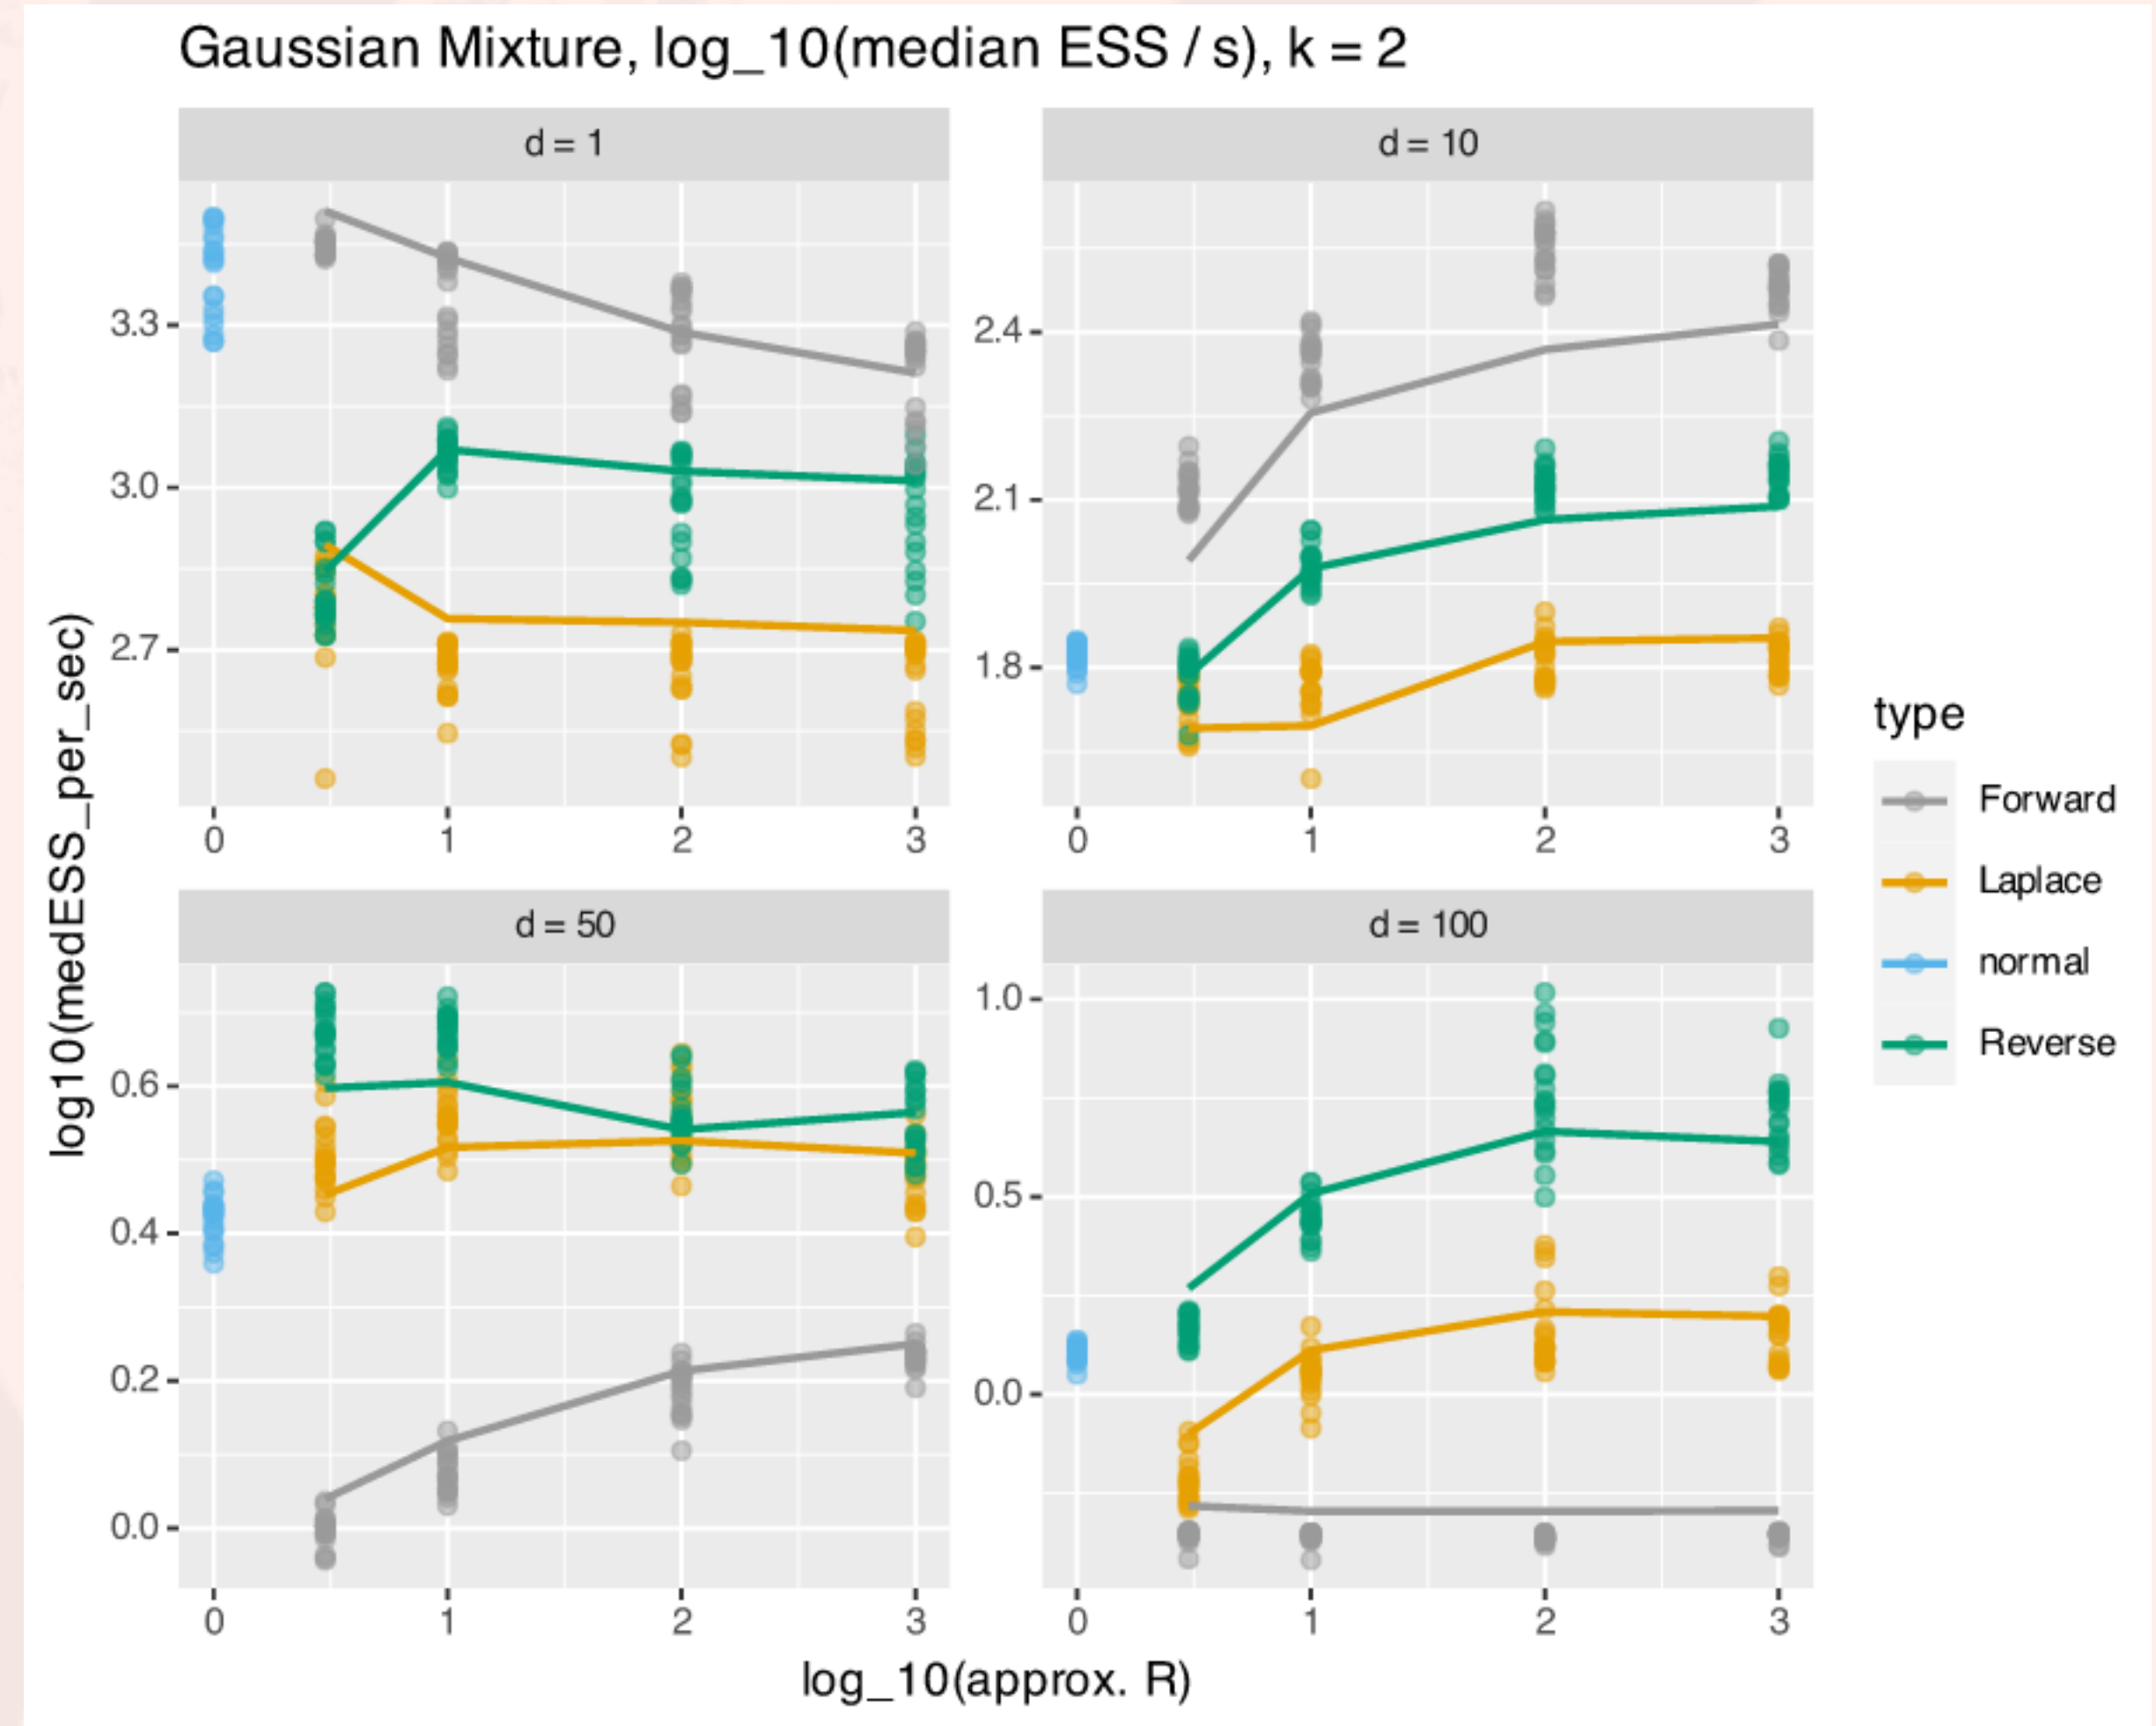 Gaussian Mixture, log_10(median ESS / s), k = 2
d = 1
d = 10
3.3
3.0
2.7
2.4
2.1
1.8
0
1
2
3
0
1
2
3
d = 50
d = 100
0.6
0.4
0.2
0.0
1.0
0.5
0.0
0
1
2
3
0
1
2
3
log10(medESS_per_sec)
log_10(approx. R)
type
Forward
Laplace
normal
Reverse